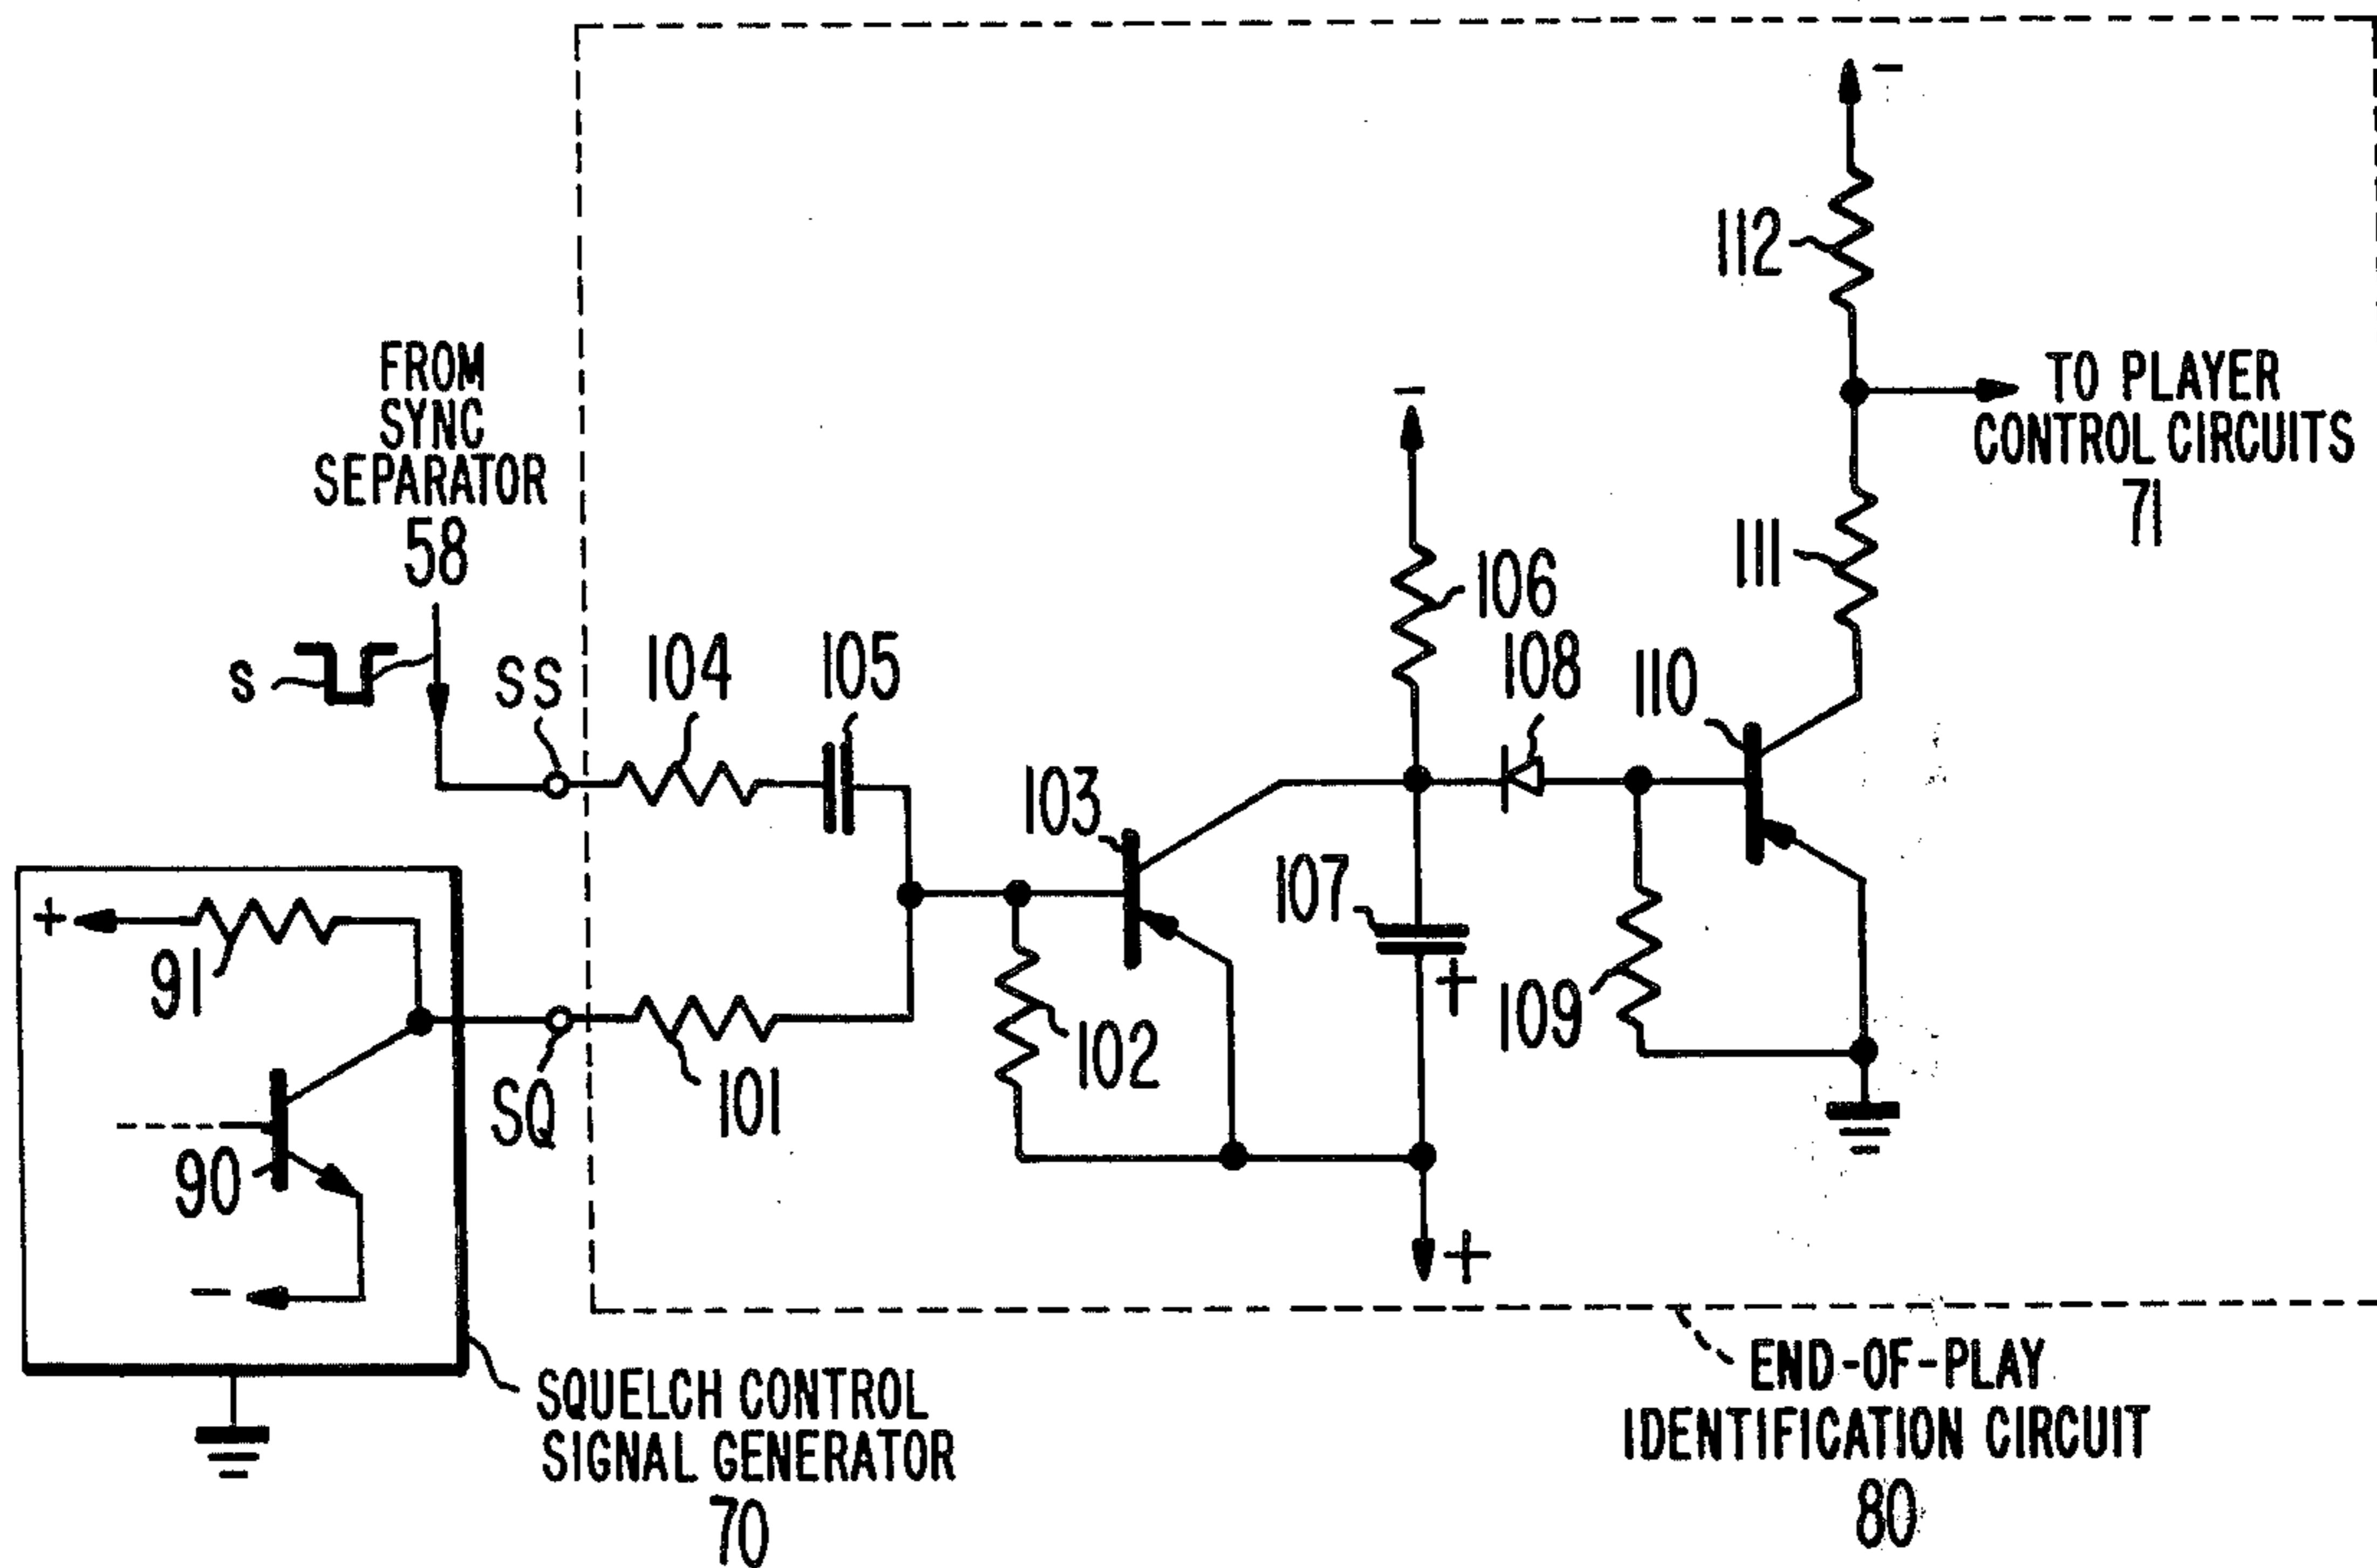 -
112
FROM
SYNC
SEPARATOR
58
TO PLAYER
CONTROL CIRCUITS
71
-
111
106
108
110
s
SS
104
105
103
107
+
109
+
91
SQ
101
102
90
-
+
SQUELCH CONTROL
SIGNAL GENERATOR
70
END-OF-PLAY
IDENTIFICATION CIRCUIT
80